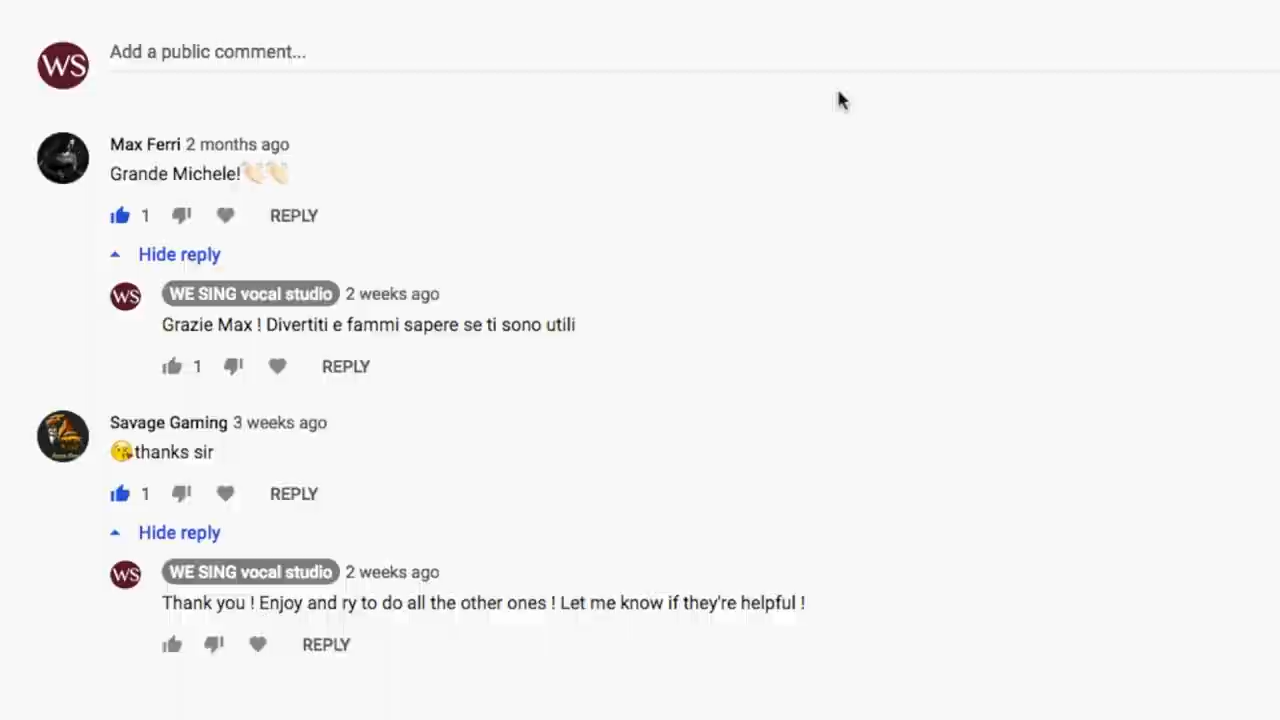 WS
Add a public comment...
Max Ferri 2 months ago
Grande Michele!👏🏻👏🏻
1 REPLY
Hide reply
WS WE SING vocal studio 2 weeks ago
Grazie Max ! Divertiti e fammi sapere se ti sono utili
1 REPLY
Savage Gaming 3 weeks ago
😘thanks sir
1 REPLY
Hide reply
WS WE SING vocal studio 2 weeks ago
Thank you ! Enjoy and ry to do all the other ones ! Let me know if they're helpful !
REPLY